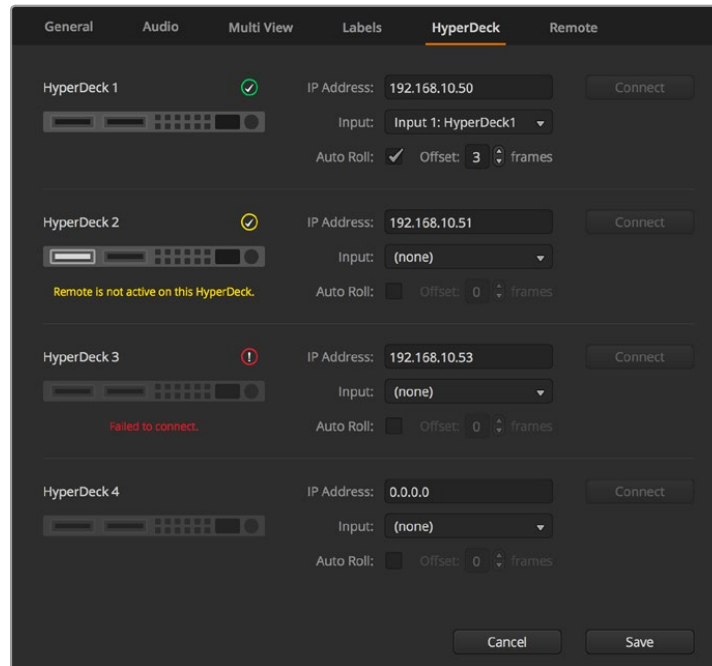 General Audio Multi View Labels HyperDeck Remote
HyperDeck 1 IP Address: 192.168.10.50 Connect
Input: Input 1: HyperDeck1
Auto Roll: Offset: 3 frames
HyperDeck 2 IP Address: 192.168.10.51 Connect
Input: (none)
Remote is not active on this HyperDeck. Auto Roll: Offset: 0 frames
HyperDeck 3 IP Address: 192.168.10.53 Connect
Input: (none)
Failed to connect. Auto Roll: Offset: 0 frames
HyperDeck 4 IP Address: 0.0.0.0 Connect
Input: (none)
Auto Roll: Offset: 0 frames
Cancel Save